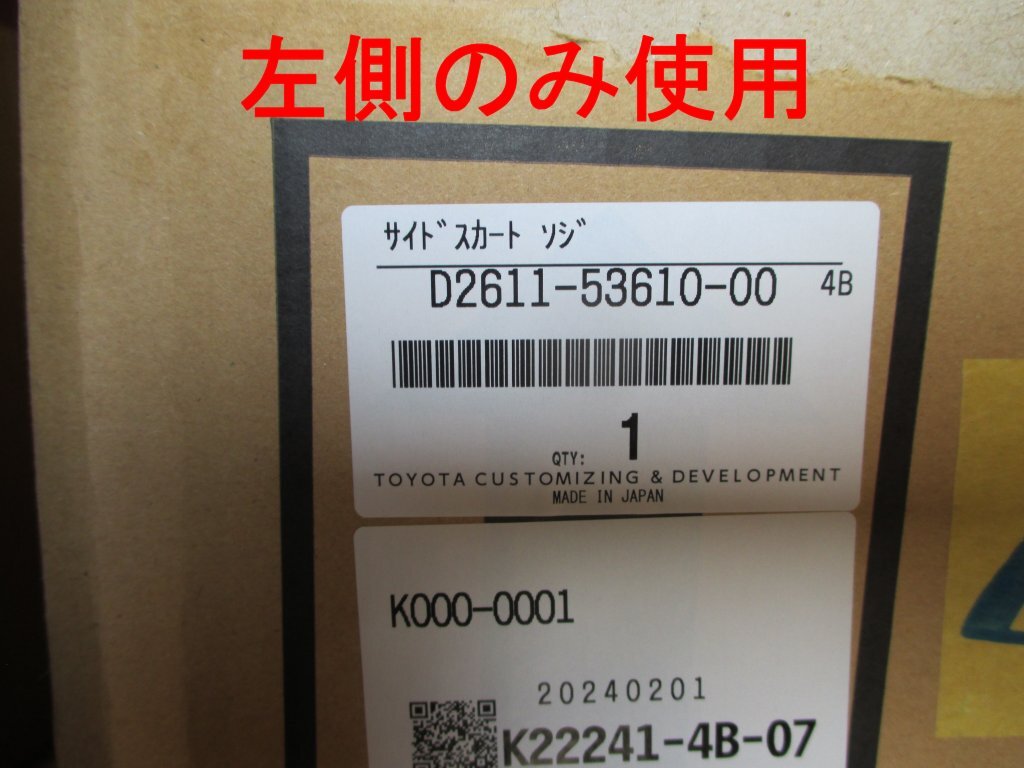 左側のみ使用
ｻｲﾄﾞｽｶｰﾄ ｿｼﾞ
D2611-53610-00 4B
1
QTY:
TOYOTA CUSTOMIZING & DEVELOPMENT
MADE IN JAPAN
K000-0001
20240201
K22241-4B-07